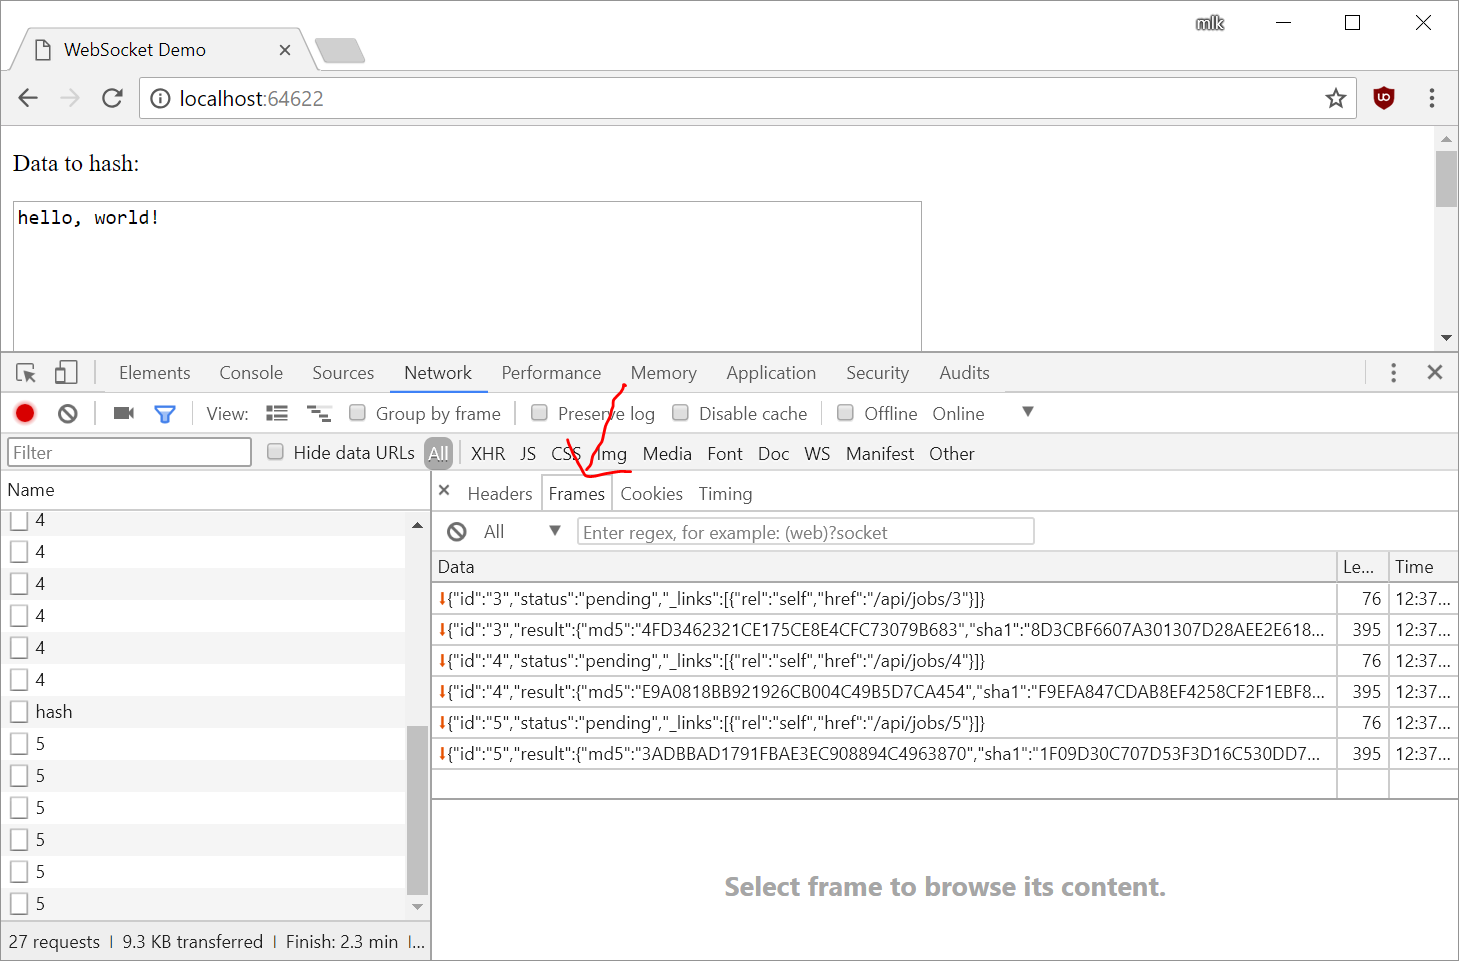 WebSocket Demo
mlk
localhost:64622
Data to hash:
hello, world!
Elements Console Sources Network Performance Memory Application Security Audits
View: Group by frame Preserve log Disable cache Offline Online
Filter Hide data URLs All XHR JS CSS Img Media Font Doc WS Manifest Other
Name
4
4
4
4
4
4
hash
5
5
5
5
5
5
27 requests 9.3 KB transferred Finish: 2.3 min ...
Headers Frames Cookies Timing
All Enter regex, for example: (web)?socket
Data Le... Time
{"id":"3","status":"pending","_links":[{"rel":"self","href":"/api/jobs/3"}]} 76 12:37...
{"id":"3","result":{"md5":"4FD3462321CE175CE8E4CFC73079B683","sha1":"8D3CBF6607A301307D28AEE2E618... 395 12:37...
{"id":"4","status":"pending","_links":[{"rel":"self","href":"/api/jobs/4"}]} 76 12:37...
{"id":"4","result":{"md5":"E9A0818BB921926CB004C49B5D7CA454","sha1":"F9EFA847CDAB8EF4258CF2F1EBF8... 395 12:37...
{"id":"5","status":"pending","_links":[{"rel":"self","href":"/api/jobs/5"}]} 76 12:37...
{"id":"5","result":{"md5":"3ADBBAD1791FBAE3EC908894C4963870","sha1":"1F09D30C707D53F3D16C530DD7... 395 12:37...
Select frame to browse its content.